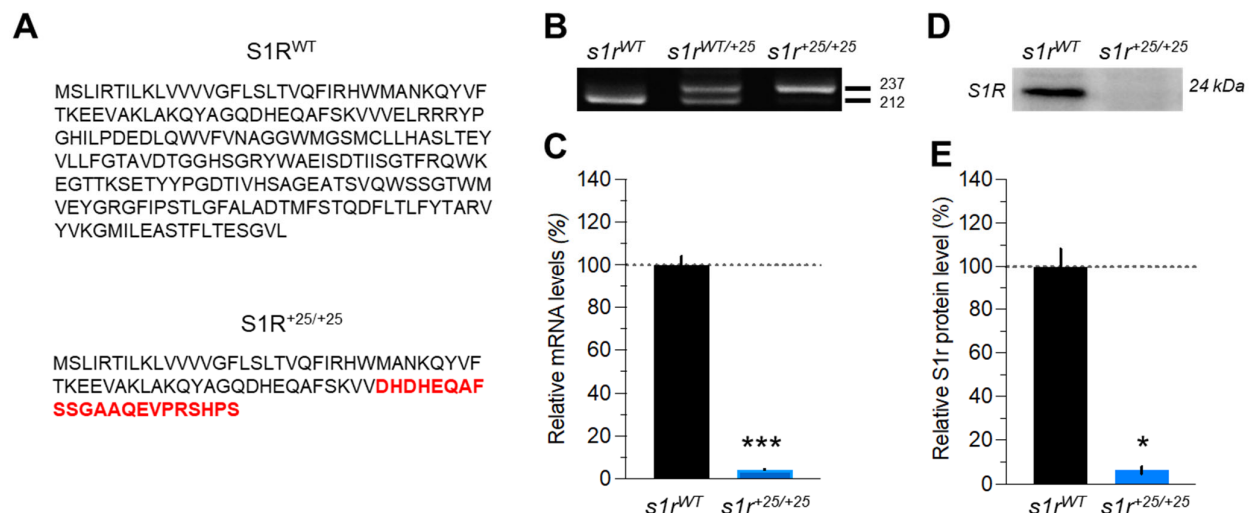 A
S1R^WT
MSLIRTILKLVVVVGFLSLTVQFIRHWMANKQYVF
TKEEVAKLAKQYAGQDHEQAFSKVVVELRRRYP
GHILPDEDLQWVFVNAGGWMGSMCLLHASLTEY
VLLFGTAVDTGGHSGRYWAEISDTIISGTFRQWK
EGTTKSETYYPGDTIVHSAGEATSVQWSSGTWM
VEYGRGFIPSTLGFALADTMFSTQDFLTLFYTARV
YVKGMILEASTFLTESGVL
S1R^+25/+25
MSLIRTILKLVVVVGFLSLTVQFIRHWMANKQYVF
TKEEVAKLAKQYAGQDHEQAFSKVVDHDHEQAF
SSGAAQEVPRSHPS
B
s1r^WT s1r^WT/+25 s1r^+25/+25
237
212
C
Relative mRNA levels (%)
140
120
100
80
60
40
20
0
***
s1r^WT s1r^+25/+25
D
s1r^WT s1r^+25/+25
S1R 24 kDa
E
Relative S1r protein level (%)
140
120
100
80
60
40
20
0
*
s1r^WT s1r^+25/+25